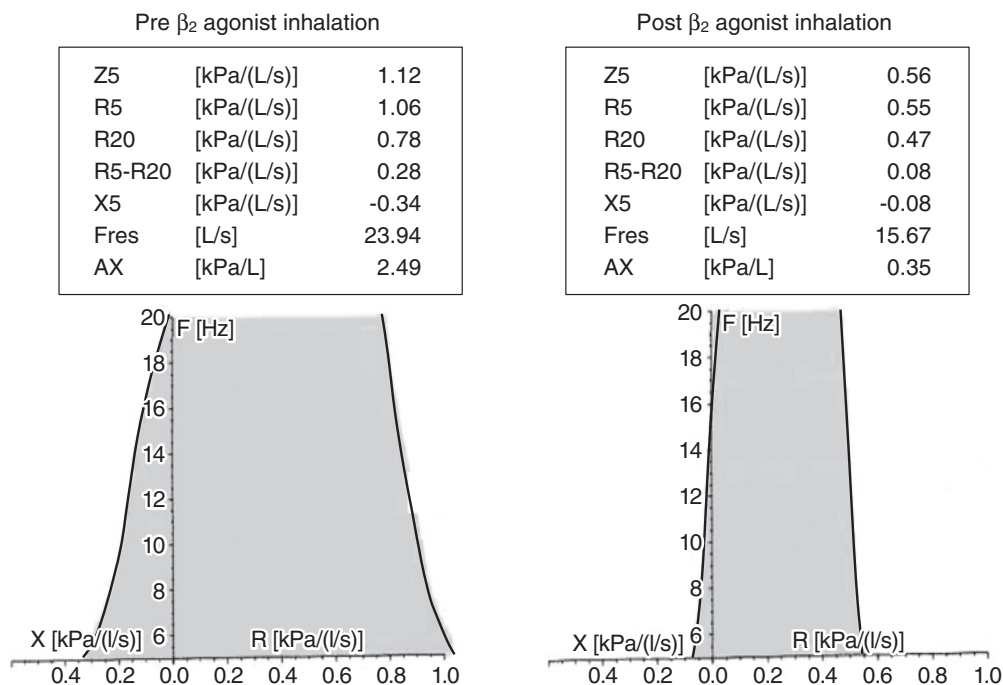 Pre β2 agonist inhalation
Z5 [kPa/(L/s)] 1.12
R5 [kPa/(L/s)] 1.06
R20 [kPa/(L/s)] 0.78
R5-R20 [kPa/(L/s)] 0.28
X5 [kPa/(L/s)] -0.34
Fres [L/s] 23.94
AX [kPa/L] 2.49
20 F [Hz]
18
16
14
12
10
8
X [kPa/(l/s)] 6 R [kPa/(l/s)]
0.4 0.2 0.0 0.2 0.4 0.6 0.8 1.0
Post β2 agonist inhalation
Z5 [kPa/(L/s)] 0.56
R5 [kPa/(L/s)] 0.55
R20 [kPa/(L/s)] 0.47
R5-R20 [kPa/(L/s)] 0.08
X5 [kPa/(L/s)] -0.08
Fres [L/s] 15.67
AX [kPa/L] 0.35
20 F [Hz]
18
16
14
12
10
8
X [kPa/(l/s)] 6 R [kPa/(l/s)]
0.4 0.2 0.0 0.2 0.4 0.6 0.8 1.0